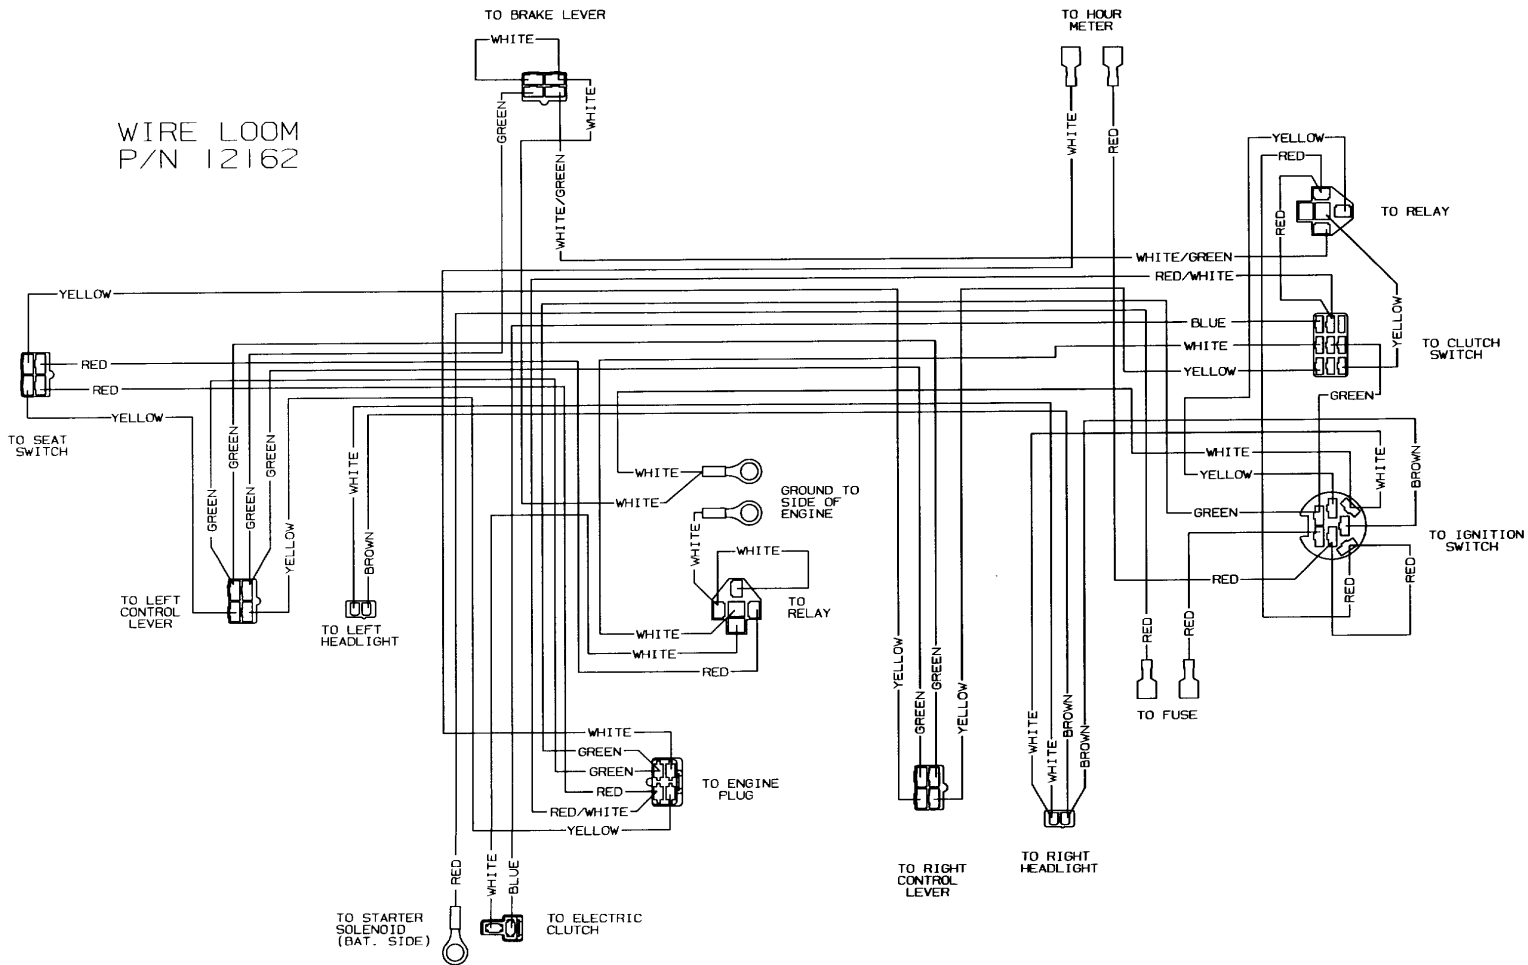 TO BRAKE LEVER
WHITE
TO HOUR
METER
WIRE LOOM
P/N 12162
GREEN
WHITE
WHITE/GREEN
WHITE
RED
YELLOW
RED
RED
TO RELAY
WHITE/GREEN
RED/WHITE
YELLOW
BLUE
WHITE
YELLOW
YELLOW
TO CLUTCH
SWITCH
GREEN
RED
RED
YELLOW
TO SEAT
SWITCH
GREEN
GREEN
GREEN
GREEN
YELLOW
WHITE
BROWN
TO LEFT
CONTROL
LEVER
TO LEFT
HEADLIGHT
WHITE
WHITE
GROUND TO
SIDE OF
ENGINE
WHITE
WHITE
TO
RELAY
WHITE
WHITE
RED
WHITE
YELLOW
GREEN
WHITE
BROWN
TO IGNITION
SWITCH
RED
RED
RED
RED
RED
TO FUSE
YELLOW
GREEN
GREEN
YELLOW
WHITE
WHITE
BROWN
BROWN
WHITE
GREEN
GREEN
RED
RED/WHITE
YELLOW
TO ENGINE
PLUG
RED
WHITE
BLUE
TO STARTER
SOLENOID
(BAT. SIDE)
TO ELECTRIC
CLUTCH
TO RIGHT
CONTROL
LEVER
TO RIGHT
HEADLIGHT